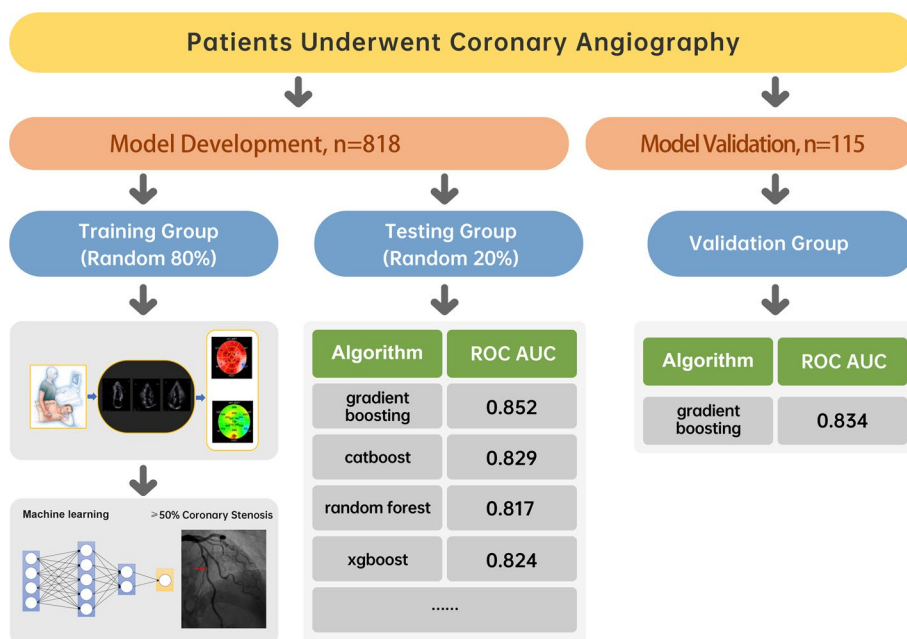 Patients Underwent Coronary Angiography
Model Development, n=818
Model Validation, n=115
Training Group
(Random 80%)
Testing Group
(Random 20%)
Validation Group
Algorithm ROC AUC
gradient
boosting 0.852
catboost 0.829
random forest 0.817
xgboost 0.824
......
Algorithm ROC AUC
gradient
boosting 0.834
Machine learning ≥50% Coronary Stenosis